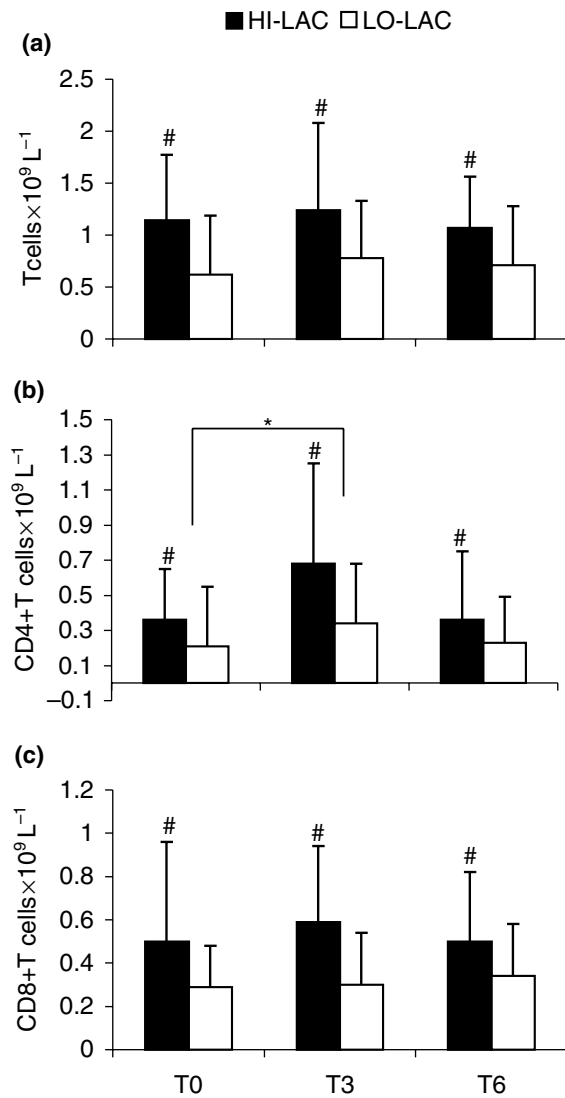 ■HI-LAC □LO-LAC
(a)
Tcells×10⁹ L⁻¹
2.5
2
1.5
1
0.5
0
# # #
(b)
CD4+T cells×10⁹ L⁻¹
1.5
1.3
1.1
0.9
0.7
0.5
0.3
0.1
−0.1
*
# # #
(c)
CD8+T cells×10⁹ L⁻¹
1.2
1
0.8
0.6
0.4
0.2
0
# # #
T0 T3 T6